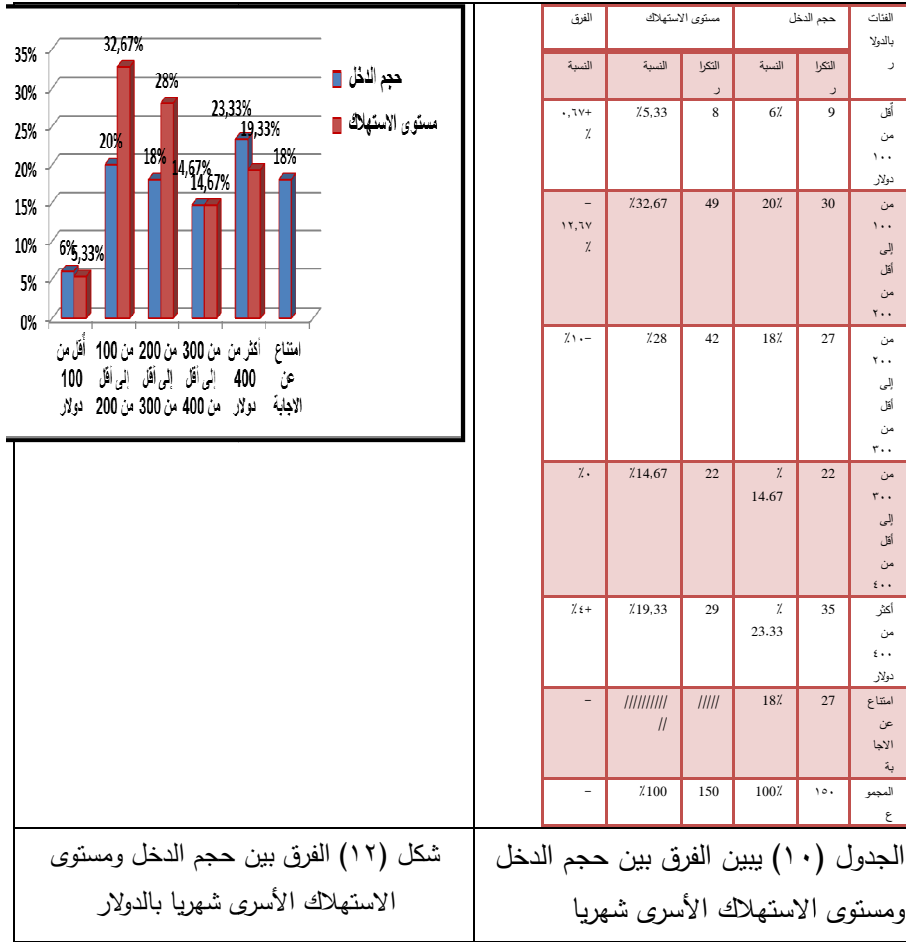 الفئات حجم الدخل مستوى الاستهلاك الفرق
بالدولا
ر
التكرا النسبة التكرا النسبة النسبة
ر ر
أقل 9 6٪ 8 ٪5,33 +٠,٦٧
من ٪
١٠٠
دولار
من 30 20٪ 49 ٪32,67 –
١٠٠ ١٢,٦٧
إلى ٪
أقل
من
٢٠٠
من 27 18٪ 42 ٪28 –١٠٪
٢٠٠
إلى
أقل
من
٣٠٠
من 22 ٪ 22 ٪14,67 ٠٪
٣٠٠ 14.67
إلى
أقل
من
٤٠٠
أكثر 35 ٪ 29 ٪19,33 +٤٪
من 23.33
٤٠٠
دولار
امتناع 27 18٪ ///// ////////// –
عن //
الاجا
بة
المجمو ١٥٠ 100٪ 150 ٪100 –
ع
الجدول (١٠) يبين الفرق بين حجم الدخل
ومستوى الاستهلاك الأسرى شهريا
35%
30%
25%
20%
15%
10%
5%
0%
6% 5,33%
20% 32,67%
18% 28%
14,67% 14,67%
23,33% 19,33%
18%
أقل من
100
دولار
من 100
إلى أقل
من 200
من 200
إلى أقل
من 300
من 300
إلى أقل
من 400
أكثر من
400
دولار
امتناع
عن
الاجابة
حجم الدخل
مستوى الاستهلاك
شكل (١٢) الفرق بين حجم الدخل ومستوى
الاستهلاك الأسرى شهريا بالدولار